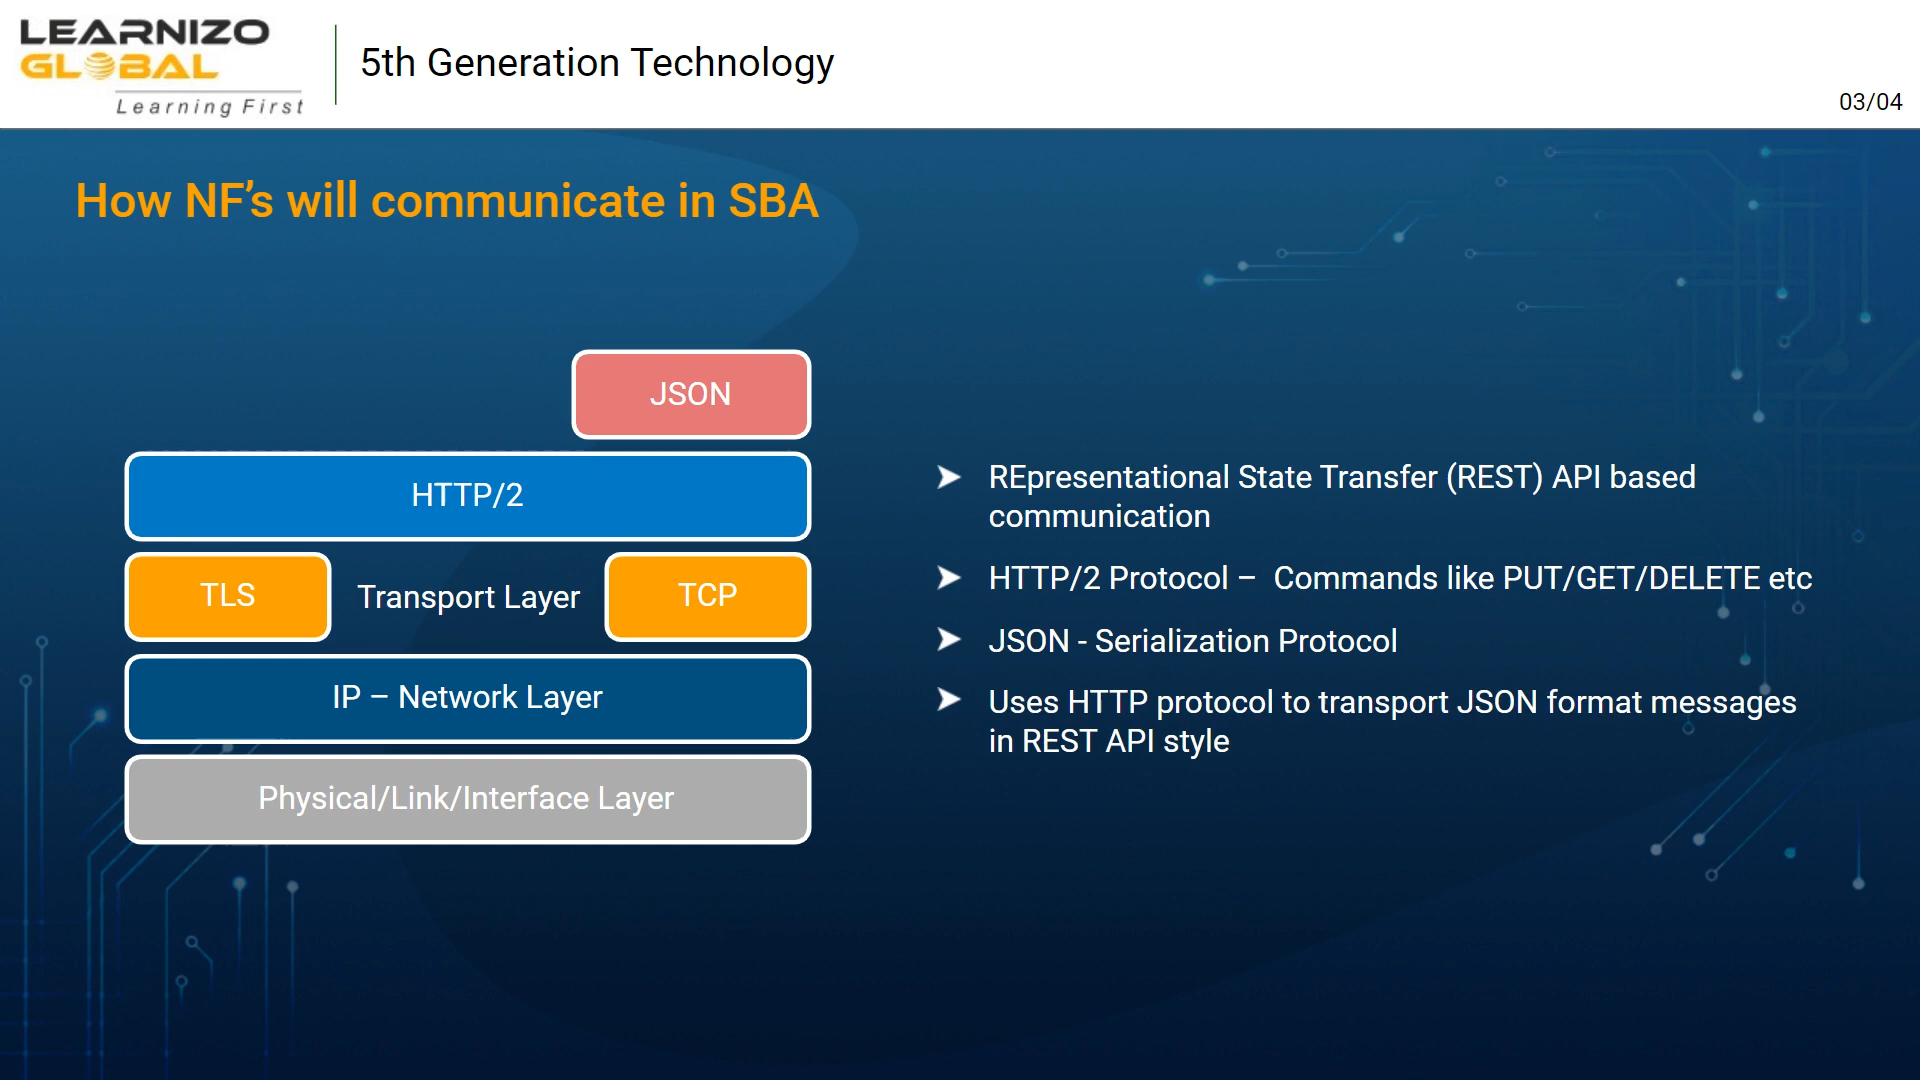 LEARNIZO
GLOBAL
Learning First
5th Generation Technology
03/04
How NF’s will communicate in SBA
JSON
HTTP/2
TLS
Transport Layer
TCP
IP – Network Layer
Physical/Link/Interface Layer
REpresentational State Transfer (REST) API based
communication
HTTP/2 Protocol –  Commands like PUT/GET/DELETE etc
JSON - Serialization Protocol
Uses HTTP protocol to transport JSON format messages
in REST API style